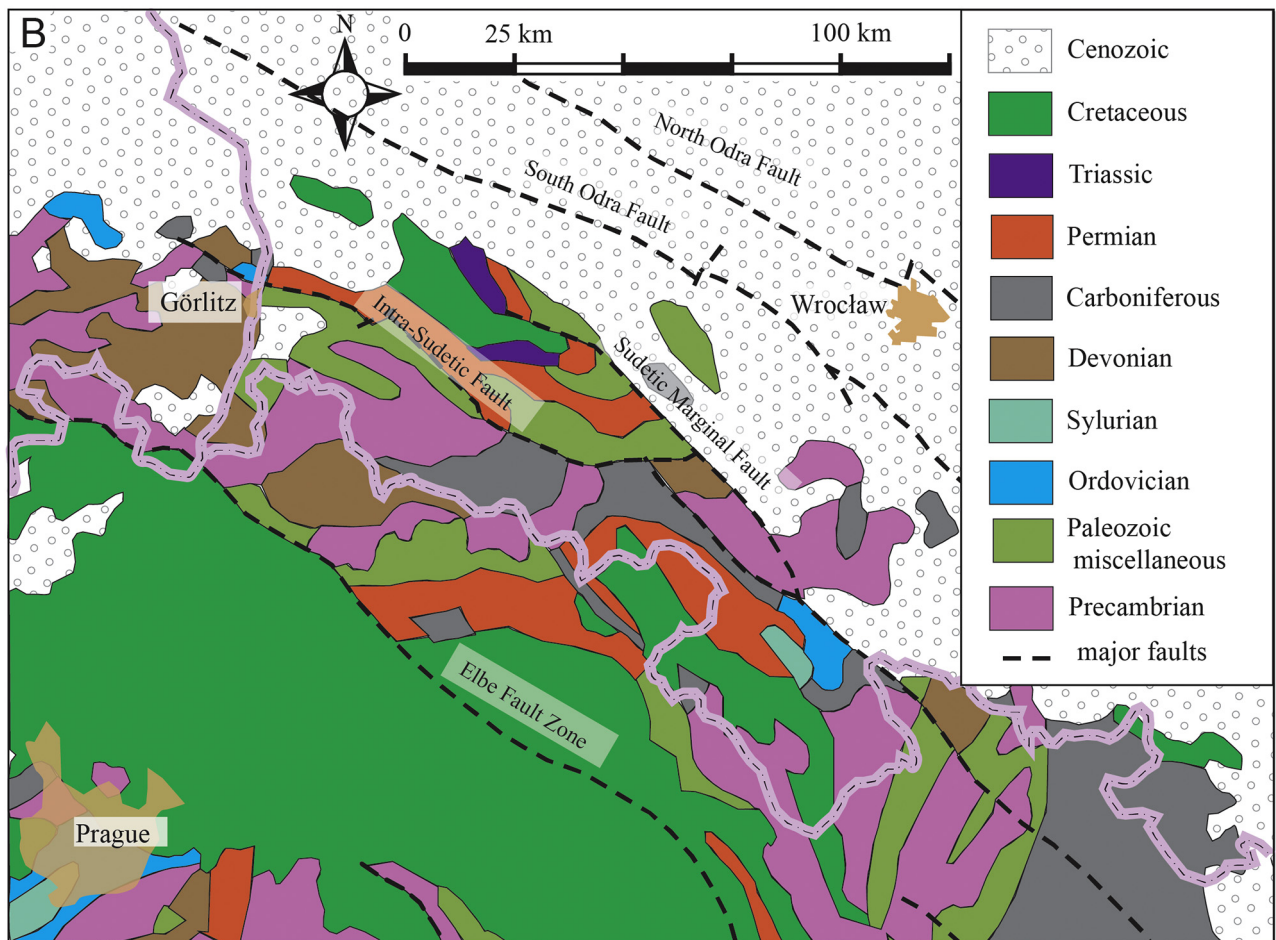 B
N
0 25 km 100 km
North Odra Fault
South Odra Fault
Görlitz
Wrocław
Intra-Sudetic Fault
Sudetic Marginal Fault
Elbe Fault Zone
Prague
Cenozoic
Cretaceous
Triassic
Permian
Carboniferous
Devonian
Sylurian
Ordovician
Paleozoic
miscellaneous
Precambrian
major faults